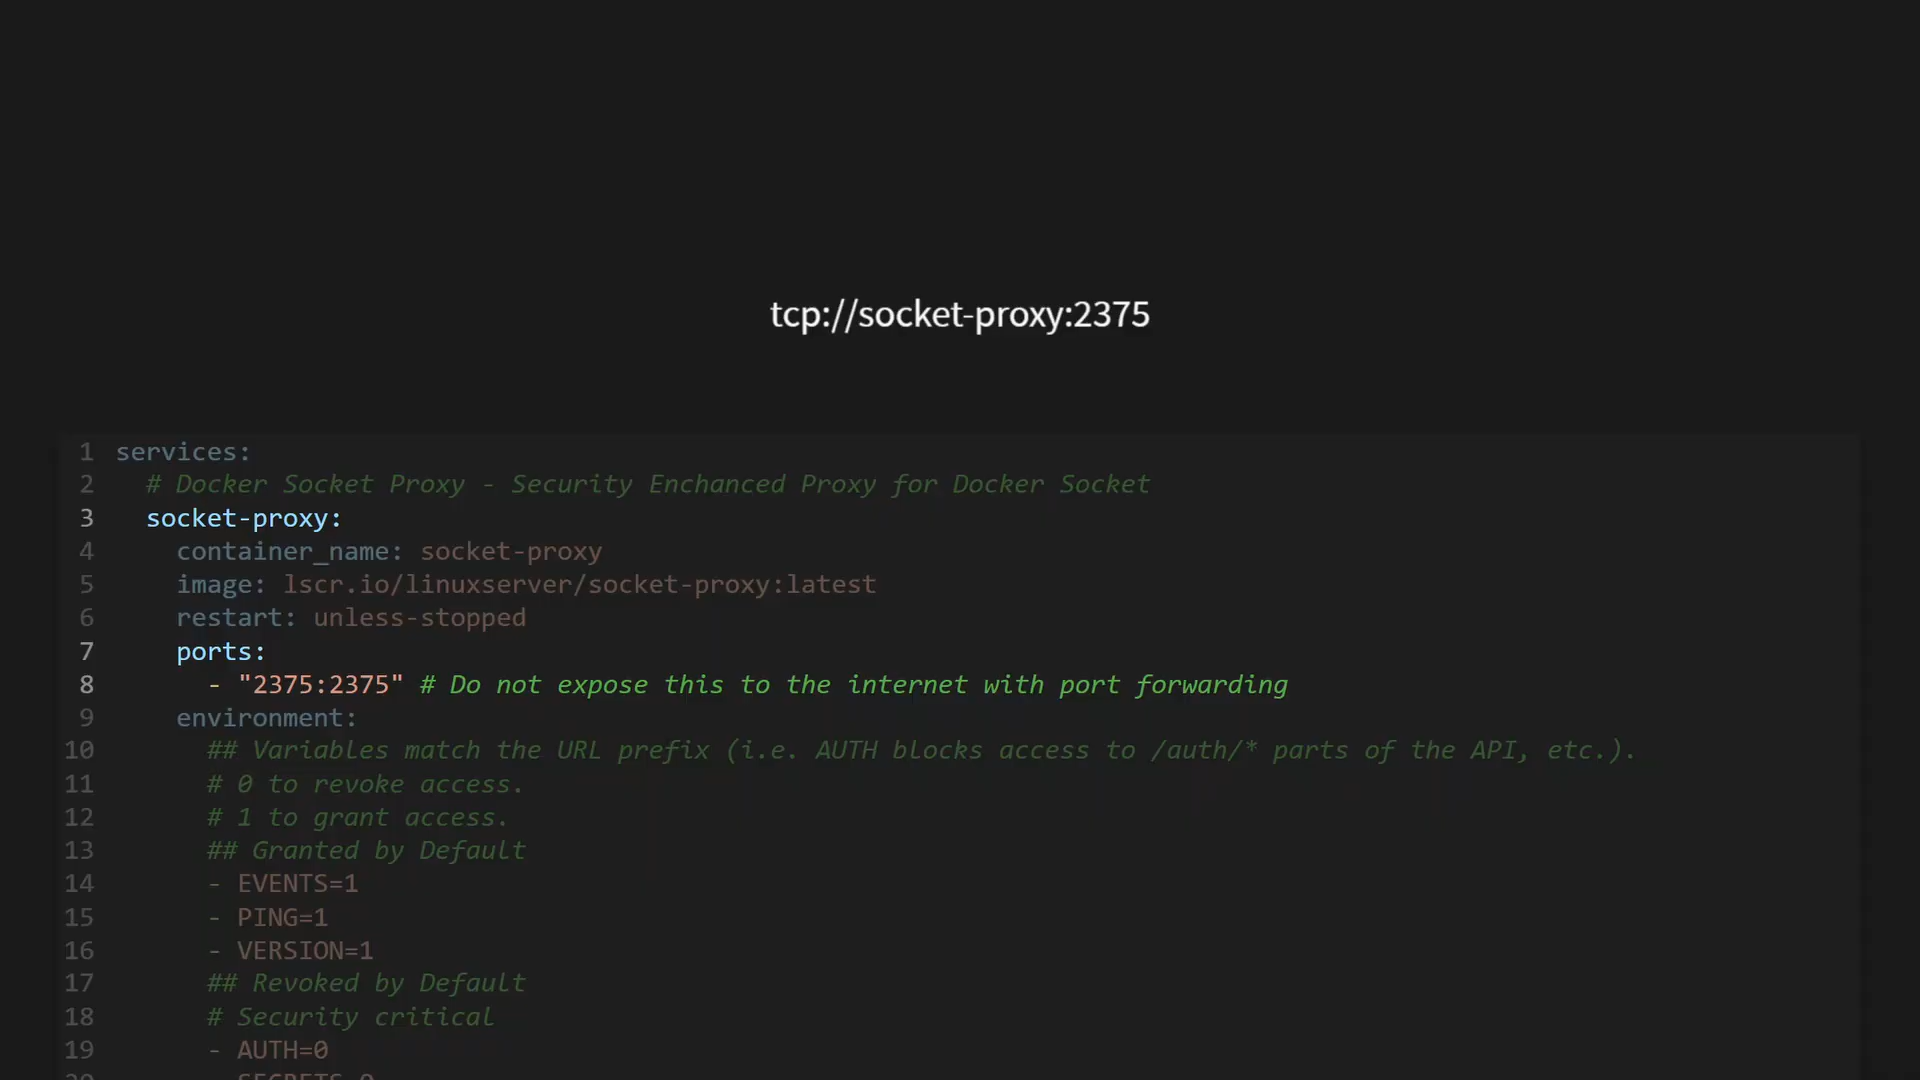 tcp://socket-proxy:2375
1 services:
2 # Docker Socket Proxy - Security Enchanced Proxy for Docker Socket
3 socket-proxy:
4 container_name: socket-proxy
5 image: lscr.io/linuxserver/socket-proxy:latest
6 restart: unless-stopped
7 ports:
8 - "2375:2375" # Do not expose this to the internet with port forwarding
9 environment:
10 ## Variables match the URL prefix (i.e. AUTH blocks access to /auth/* parts of the API, etc.).
11 # 0 to revoke access.
12 # 1 to grant access.
13 ## Granted by Default
14 - EVENTS=1
15 - PING=1
16 - VERSION=1
17 ## Revoked by Default
18 # Security critical
19 - AUTH=0